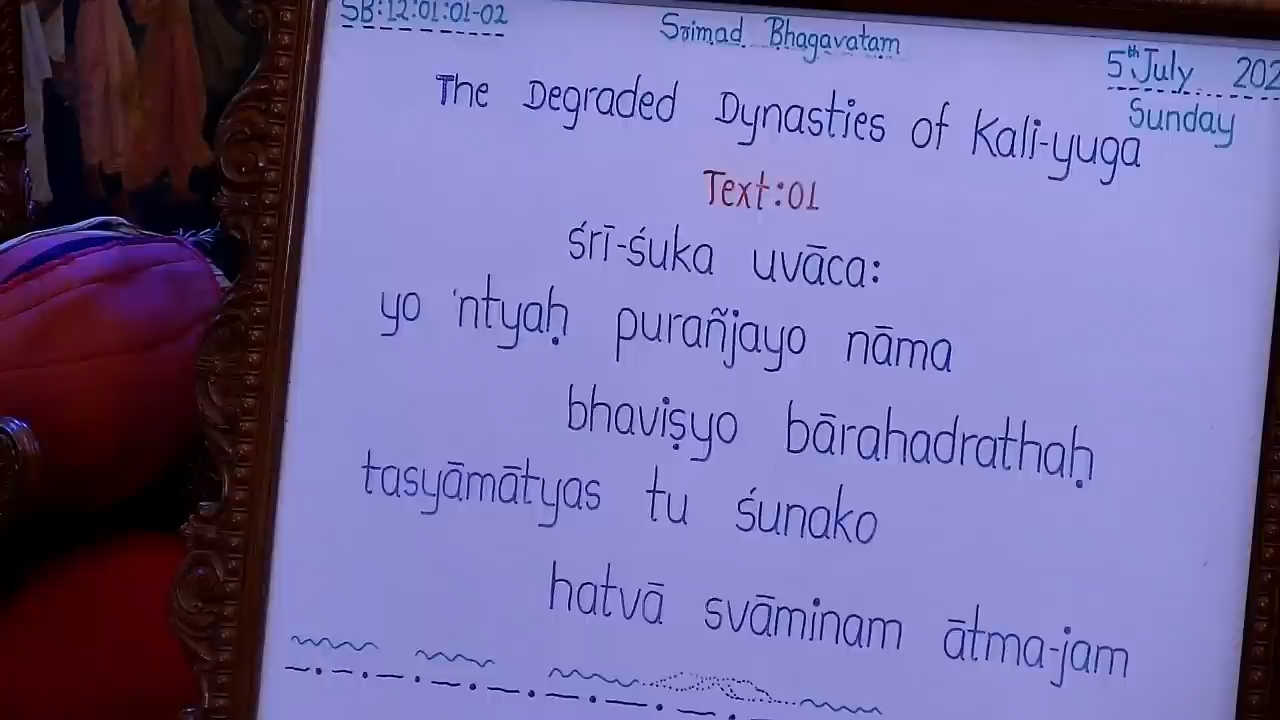 SB:12:01:01-02
Srimad Bhagavatam
5th July 202
Sunday
The Degraded Dynasties of Kali-yuga
Text:01
śrī-śuka uvāca:
yo 'ntyaḥ purañjayo nāma
bhaviṣyo bārahadrathaḥ
tasyāmātyas tu śunako
hatvā svāminam ātma-jam